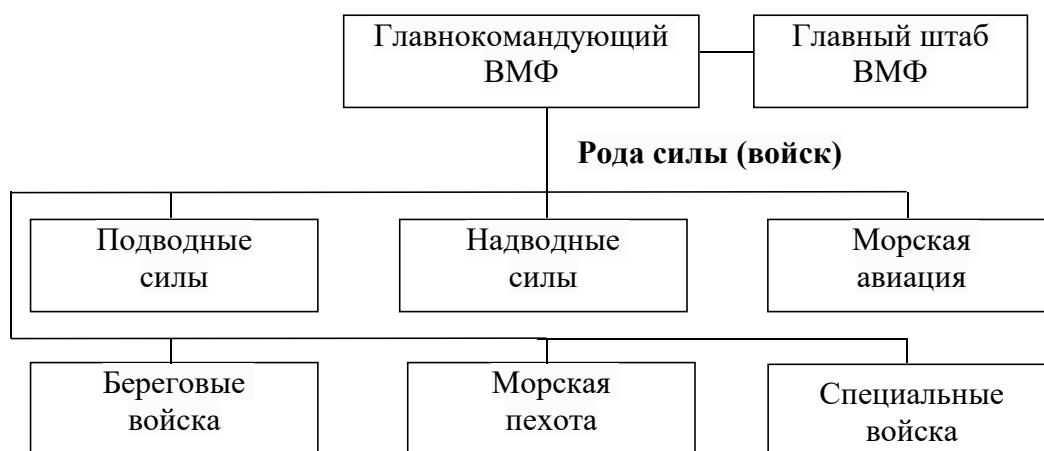 Главнокомандующий
ВМФ
Главный штаб
ВМФ
Рода силы (войск)
Подводные
силы
Надводные
силы
Морская
авиация
Береговые
войска
Морская
пехота
Специальные
войска